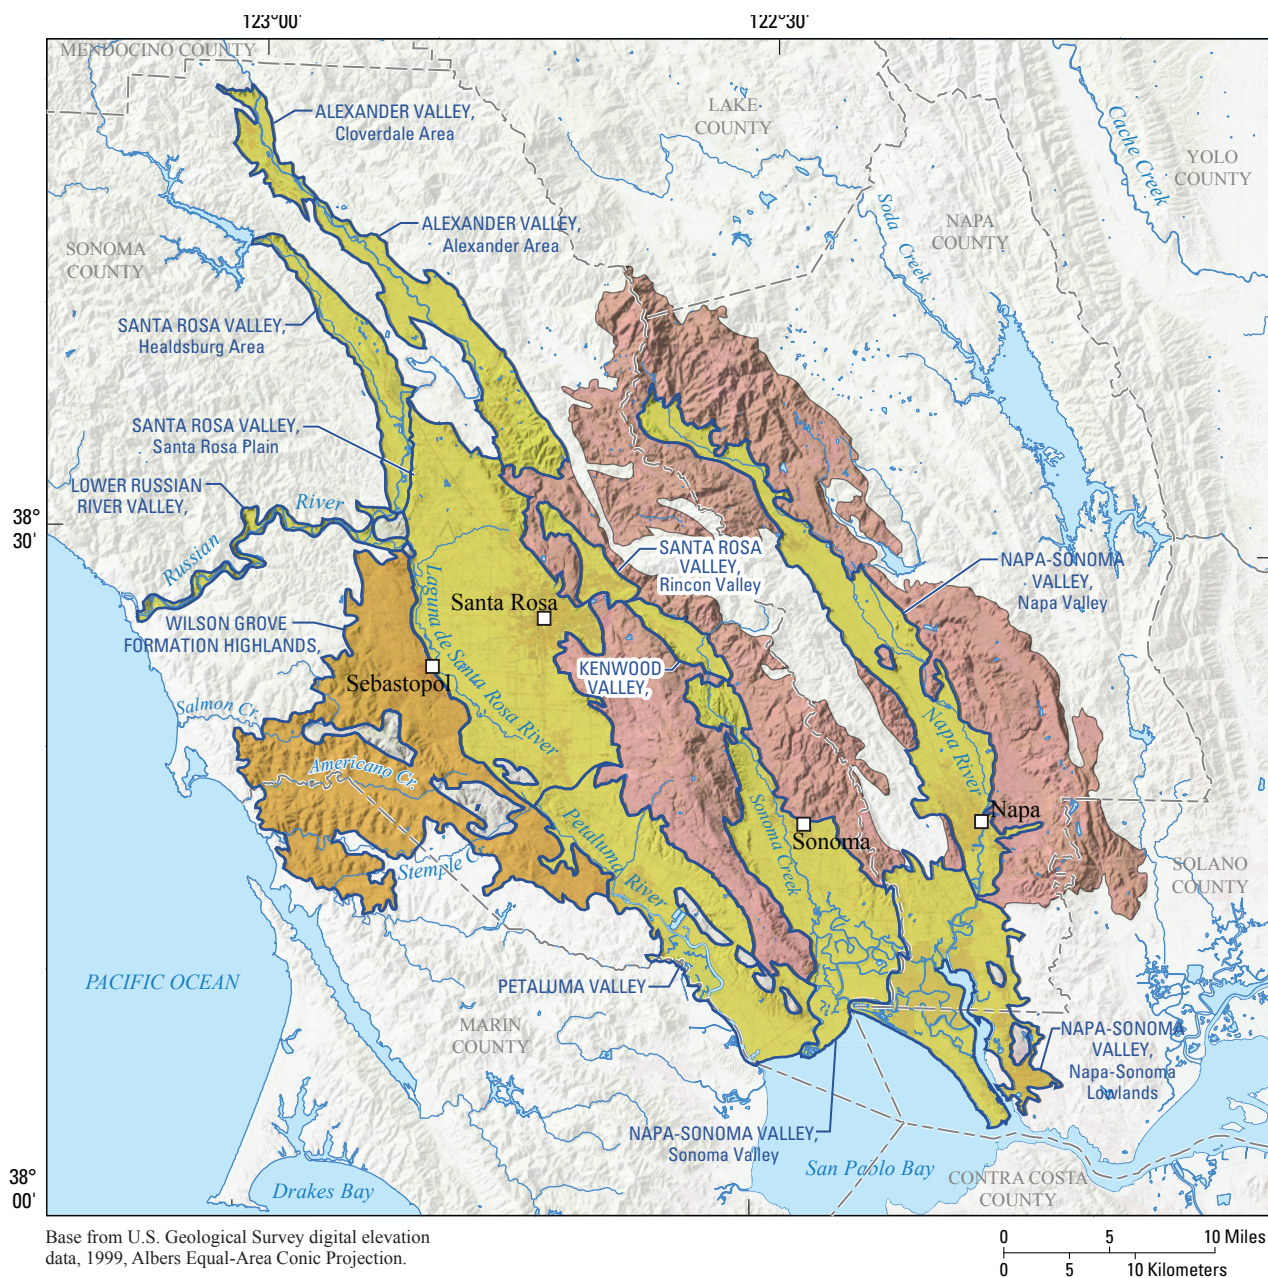 123°00'
122°30'
MENDOCINO COUNTY
ALEXANDER VALLEY,
Cloverdale Area
LAKE
COUNTY
Cache Creek
YOLO
COUNTY
Soda Creek
NAPA
COUNTY
ALEXANDER VALLEY,
Alexander Area
SONOMA
COUNTY
SANTA ROSA VALLEY,
Healdsburg Area
SANTA ROSA VALLEY,
Santa Rosa Plain
LOWER RUSSIAN
RIVER VALLEY,
Russian River
38°
30'
SANTA ROSA
VALLEY,
Rincon Valley
NAPA-SONOMA
VALLEY,
Napa Valley
Laguna de Santa Rosa River
Santa Rosa
WILSON GROVE
FORMATION HIGHLANDS,
KENWOOD
VALLEY,
Sebastopol
Salmon Cr.
Napa River
Americano Cr.
Sonoma Creek
Petaluma River
Napa
Sonoma
Stemple Cr.
SOLANO
COUNTY
PACIFIC OCEAN
PETALUMA VALLEY
MARIN
COUNTY
NAPA-SONOMA
VALLEY,
Napa-Sonoma
Lowlands
NAPA-SONOMA VALLEY,
Sonoma Valley
San Pablo Bay
CONTRA COSTA
COUNTY
38°
00'
Drakes Bay
Base from U.S. Geological Survey digital elevation
data, 1999, Albers Equal-Area Conic Projection.
0 5 10 Miles
0 5 10 Kilometers